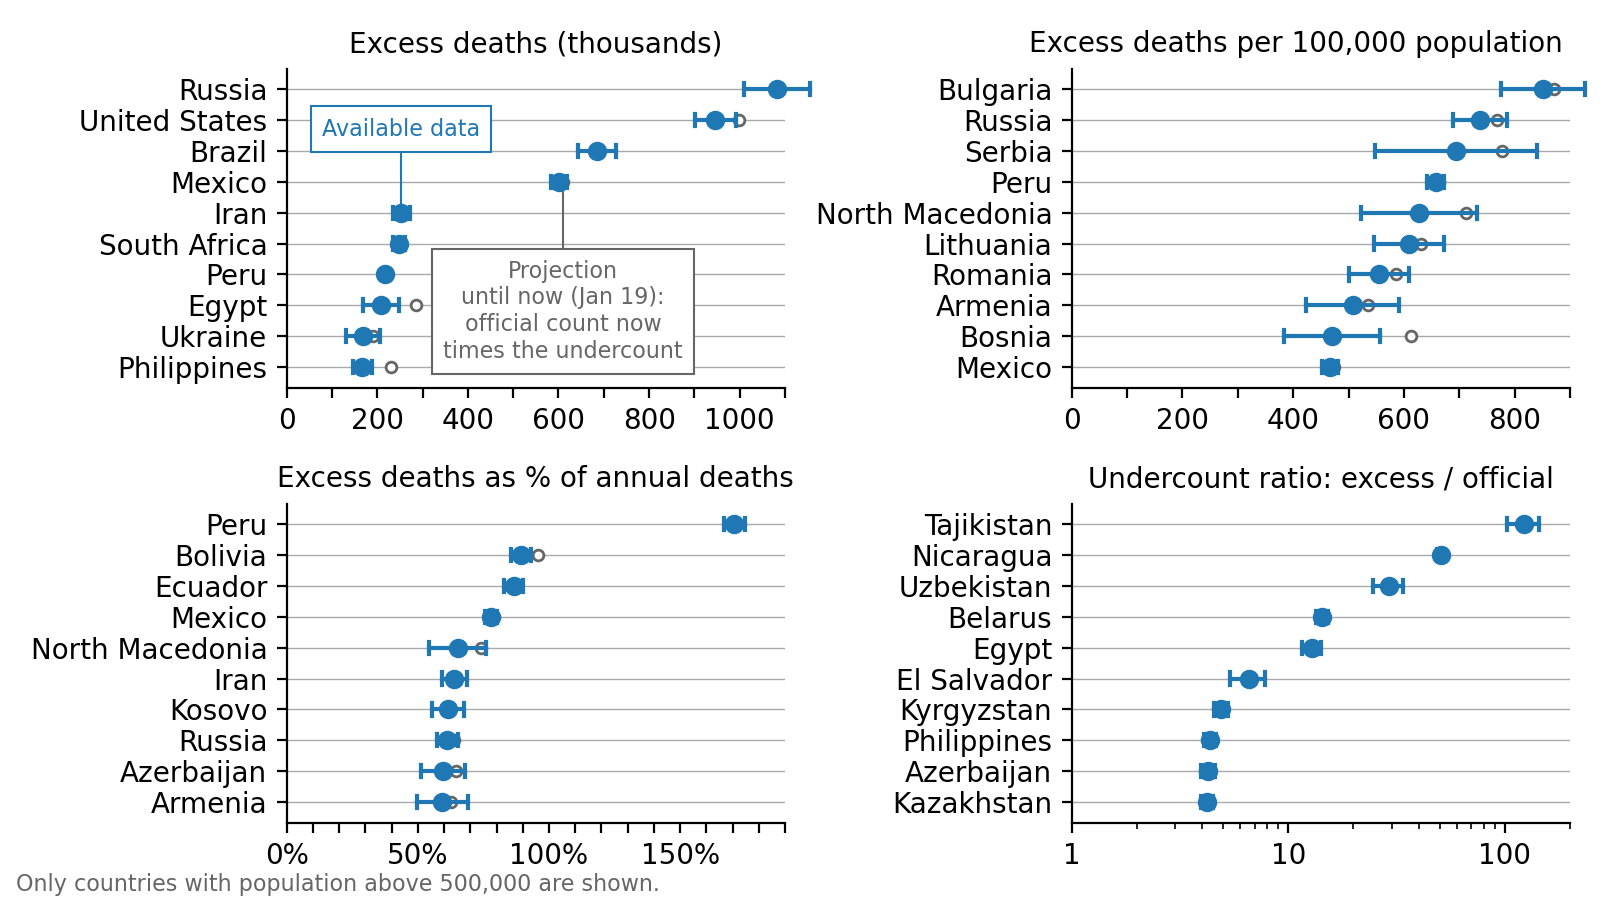 Excess deaths (thousands)
Russia
United States
Brazil
Mexico
Iran
South Africa
Peru
Egypt
Ukraine
Philippines
Available data
Projection
until now (Jan 19):
official count now
times the undercount
0 200 400 600 800 1000
Excess deaths per 100,000 population
Bulgaria
Russia
Serbia
Peru
North Macedonia
Lithuania
Romania
Armenia
Bosnia
Mexico
0 200 400 600 800
Excess deaths as % of annual deaths
Peru
Bolivia
Ecuador
Mexico
North Macedonia
Iran
Kosovo
Russia
Azerbaijan
Armenia
0% 50% 100% 150%
Undercount ratio: excess / official
Tajikistan
Nicaragua
Uzbekistan
Belarus
Egypt
El Salvador
Kyrgyzstan
Philippines
Azerbaijan
Kazakhstan
1 10 100
Only countries with population above 500,000 are shown.